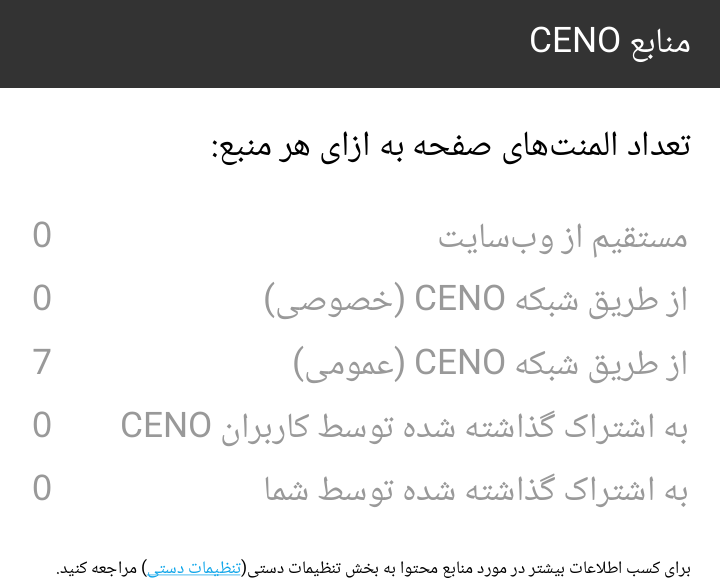 منابع CENO
تعداد المنت‌های صفحه به ازای هر منبع:
مستقیم از وب‌سایت 0
از طریق شبکه CENO (خصوصی) 0
از طریق شبکه CENO (عمومی) 7
به اشتراک گذاشته شده توسط کاربران CENO 0
به اشتراک گذاشته شده توسط شما 0
برای کسب اطلاعات بیشتر در مورد منابع محتوا به بخش تنظیمات دستی(تنظیمات دستی) مراجعه کنید.